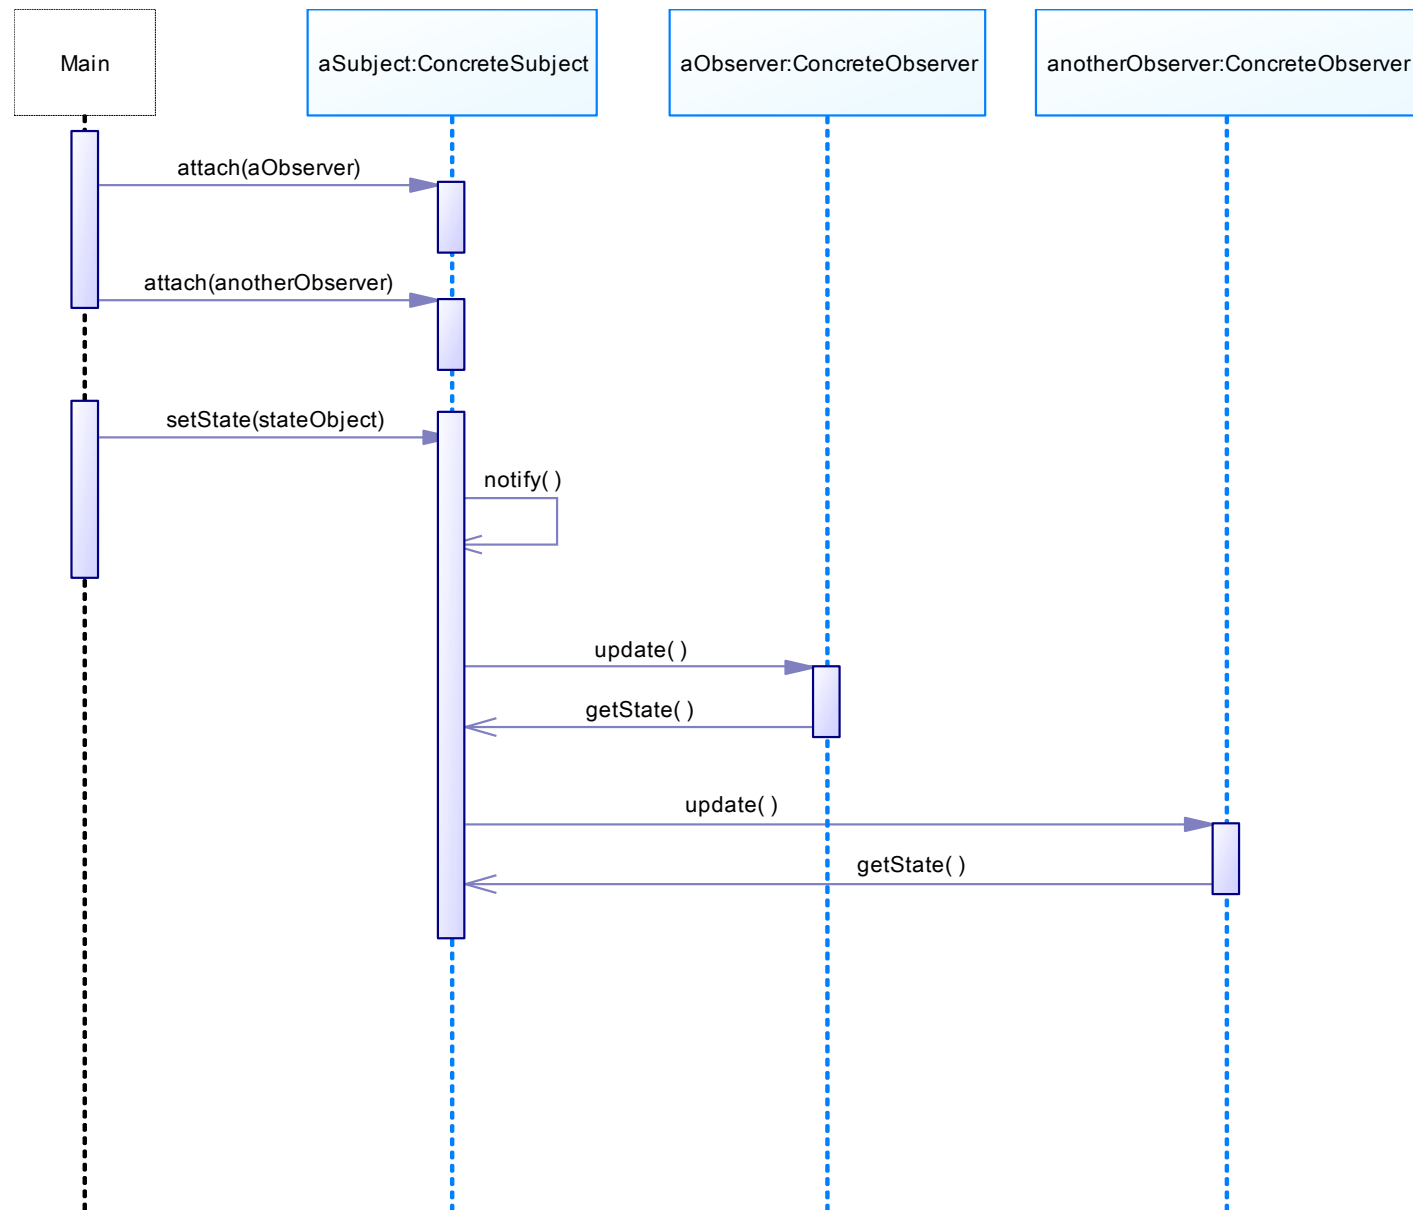 Main
aSubject:ConcreteSubject
aObserver:ConcreteObserver
anotherObserver:ConcreteObserver
attach(aObserver)
attach(anotherObserver)
setState(stateObject)
notify( )
update( )
getState( )
update( )
getState( )